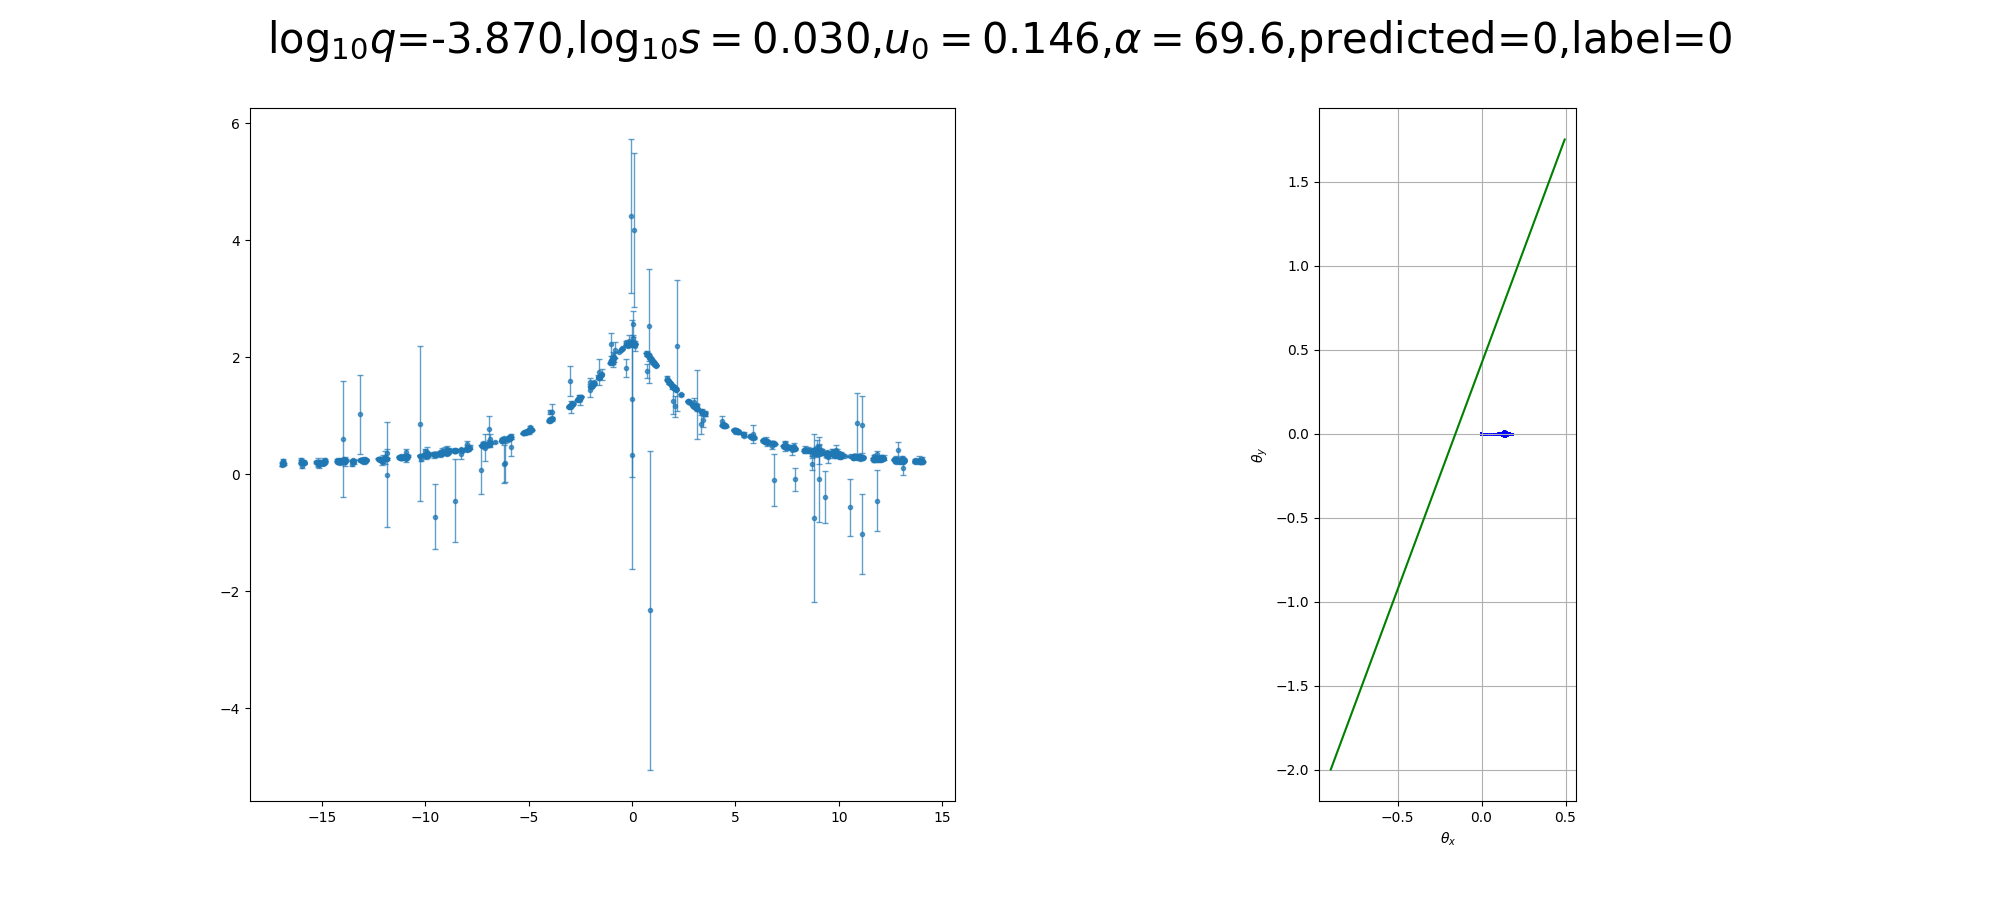 log₁₀q=-3.870,log₁₀s = 0.030,u₀ = 0.146,α = 69.6,predicted=0,label=0
6
4
2
0
−2
−4
−15 −10 −5 0 5 10 15
1.5
1.0
0.5
0.0
−0.5
−1.0
−1.5
−2.0
θy
−0.5 0.0 0.5
θx